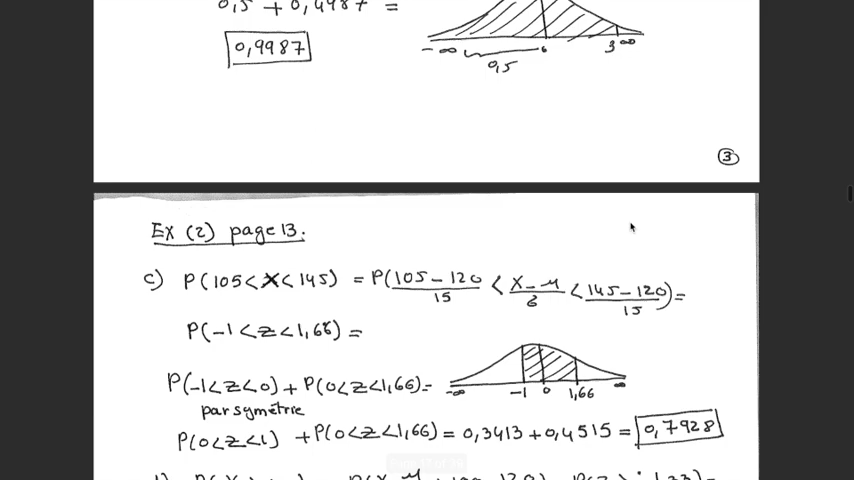 0,5 + 0,4987 =
0,9987
-∞ 0 3 ∞
0,5
③
Ex (2) page 13.
c) P(105 < X < 145) = P(105-120/15 < X-μ/6 < 145-120/15) =
P(-1 < Z < 1,66) =
P(-1 < Z < 0) + P(0 < Z < 1,66) =
-∞ -1 0 1,66 ∞
par symétrie
P(0 < Z < 1) + P(0 < Z < 1,66) = 0,3413 + 0,4515 = 0,7928